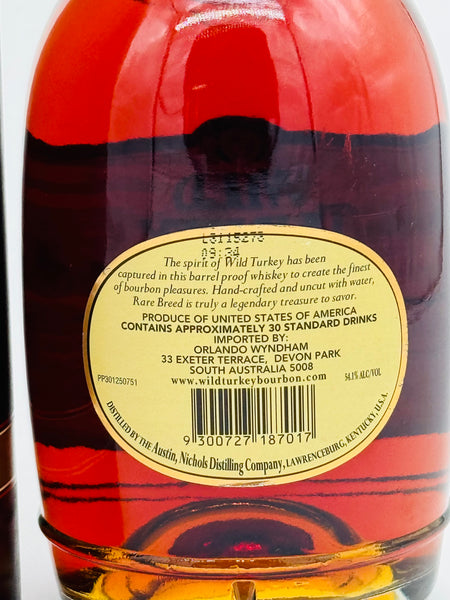 L3115273
09:34
The spirit of Wild Turkey has been
captured in this barrel proof whiskey to create the finest
of bourbon pleasures. Hand-crafted and uncut with water,
Rare Breed is truly a legendary treasure to savor.
PRODUCE OF UNITED STATES OF AMERICA
CONTAINS APPROXIMATELY 30 STANDARD DRINKS
IMPORTED BY:
ORLANDO WYNDHAM
33 EXETER TERRACE, DEVON PARK
SOUTH AUSTRALIA 5008
PP301250751
www.wildturkeybourbon.com
54.1% ALC/VOL
9 300727 187017
DISTILLED BY THE Austin, Nichols Distilling Company, LAWRENCEBURG, KENTUCKY, U.S.A.